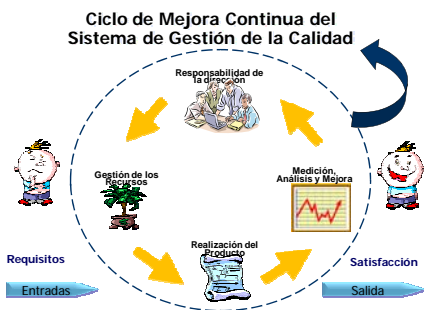 Ciclo de Mejora Continua del
Sistema de Gestión de la Calidad
Responsabilidad de
la dirección
Gestión de los
Recursos
Medición,
Análisis y Mejora
Realización del
Producto
Requisitos
Satisfacción
Entradas
Salida